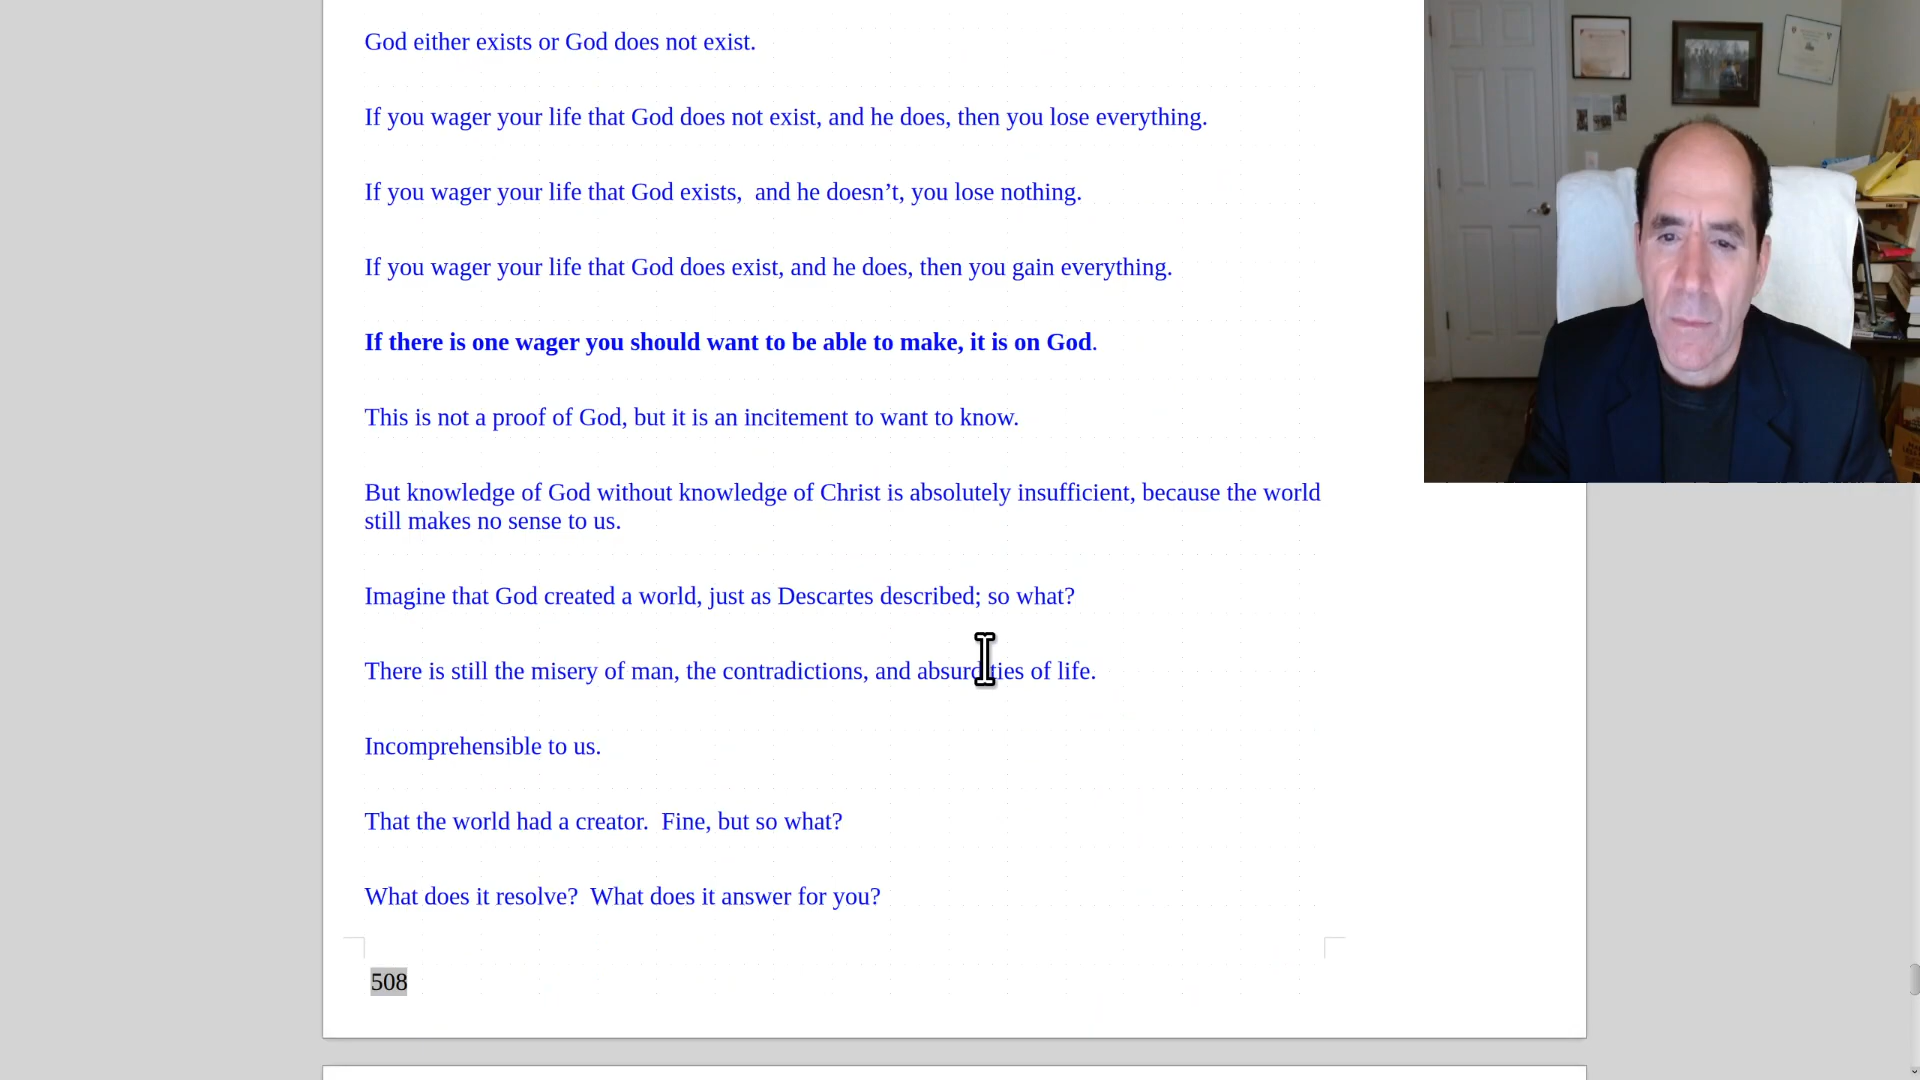 God either exists or God does not exist.
If you wager your life that God does not exist, and he does, then you lose everything.
If you wager your life that God exists,  and he doesn’t, you lose nothing.
If you wager your life that God does exist, and he does, then you gain everything.
If there is one wager you should want to be able to make, it is on God.
This is not a proof of God, but it is an incitement to want to know.
But knowledge of God without knowledge of Christ is absolutely insufficient, because the world
still makes no sense to us.
Imagine that God created a world, just as Descartes described; so what?
There is still the misery of man, the contradictions, and absurdities of life.
Incomprehensible to us.
That the world had a creator.  Fine, but so what?
What does it resolve?  What does it answer for you?
508